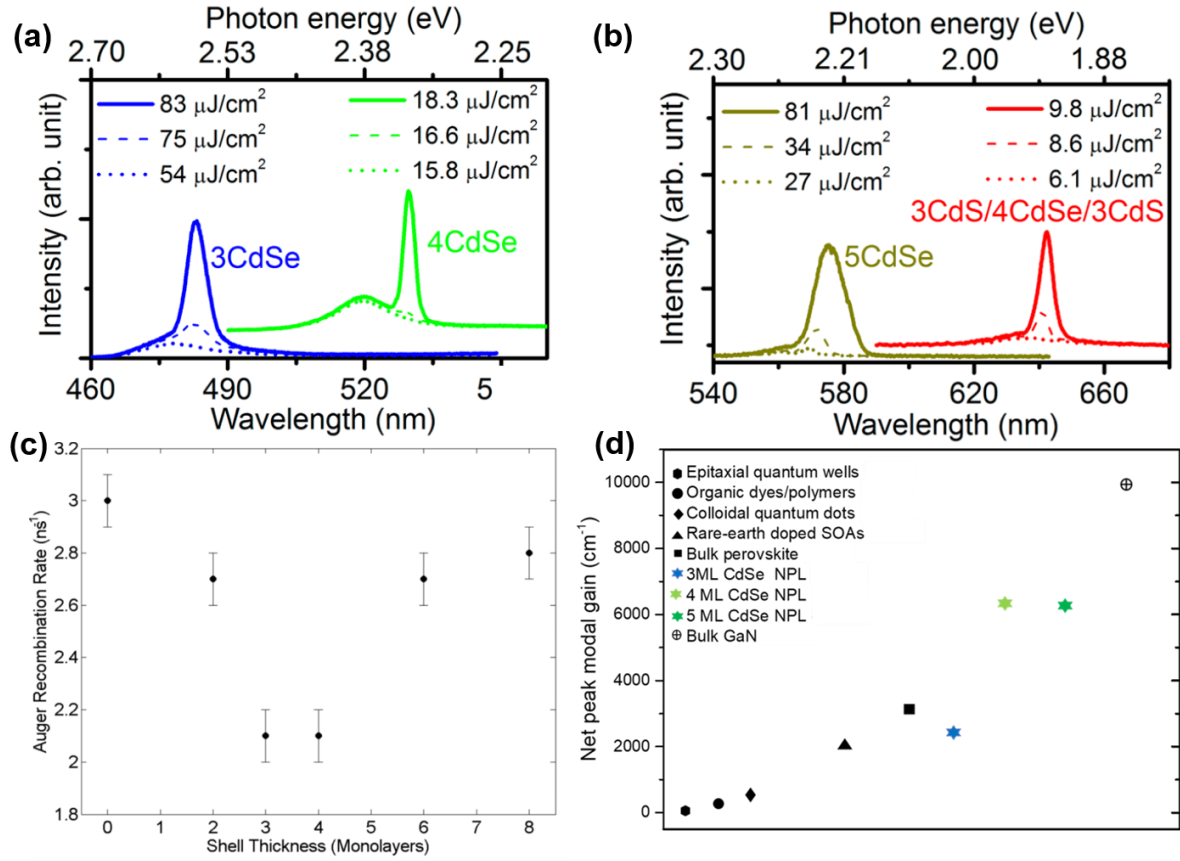 (a)
Photon energy (eV)
2.70 2.53 2.38 2.25
83 μJ/cm²
75 μJ/cm²
54 μJ/cm²
18.3 μJ/cm²
16.6 μJ/cm²
15.8 μJ/cm²
3CdSe
4CdSe
Intensity (arb. unit)
460 490 520 5
Wavelength (nm)
(b)
Photon energy (eV)
2.30 2.21 2.00 1.88
81 μJ/cm²
34 μJ/cm²
27 μJ/cm²
9.8 μJ/cm²
8.6 μJ/cm²
6.1 μJ/cm²
3CdS/4CdSe/3CdS
5CdSe
Intensity (arb. unit)
540 580 620 660
Wavelength (nm)
(c)
3.2
3
2.8
2.6
2.4
2.2
2
1.8
Auger Recombination Rate (ns⁻¹)
0 1 2 3 4 5 6 7 8
Shell Thickness (Monolayers)
(d)
10000
8000
6000
4000
2000
0
Net peak modal gain (cm⁻¹)
Epitaxial quantum wells
Organic dyes/polymers
Colloidal quantum dots
Rare-earth doped SOAs
Bulk perovskite
3ML CdSe NPL
4 ML CdSe NPL
5 ML CdSe NPL
Bulk GaN